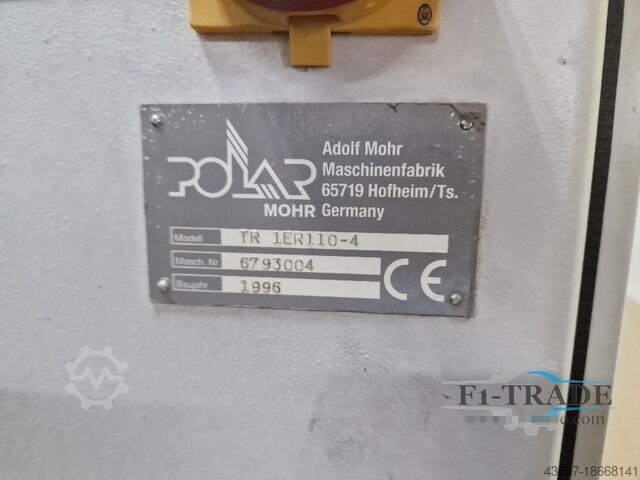 POLAR
MOHR
Adolf Mohr
Maschinenfabrik
65719 Hofheim/Ts.
Germany
Modell TR 1ER110-4
Masch. Nr. 6793004
Baujahr 1996
CE
F1-TRADE